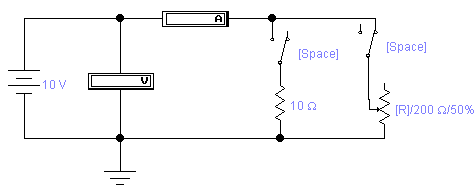 A
[Space]
[Space]
10 V
V
10 Ω
[R]/200 Ω/50%